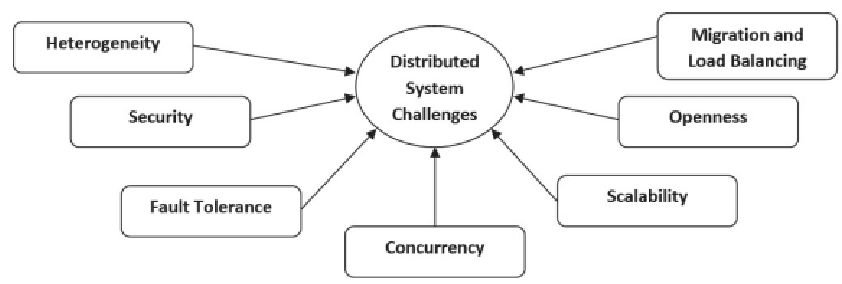 Heterogeneity
Security
Fault Tolerance
Concurrency
Distributed
System
Challenges
Migration and
Load Balancing
Openness
Scalability